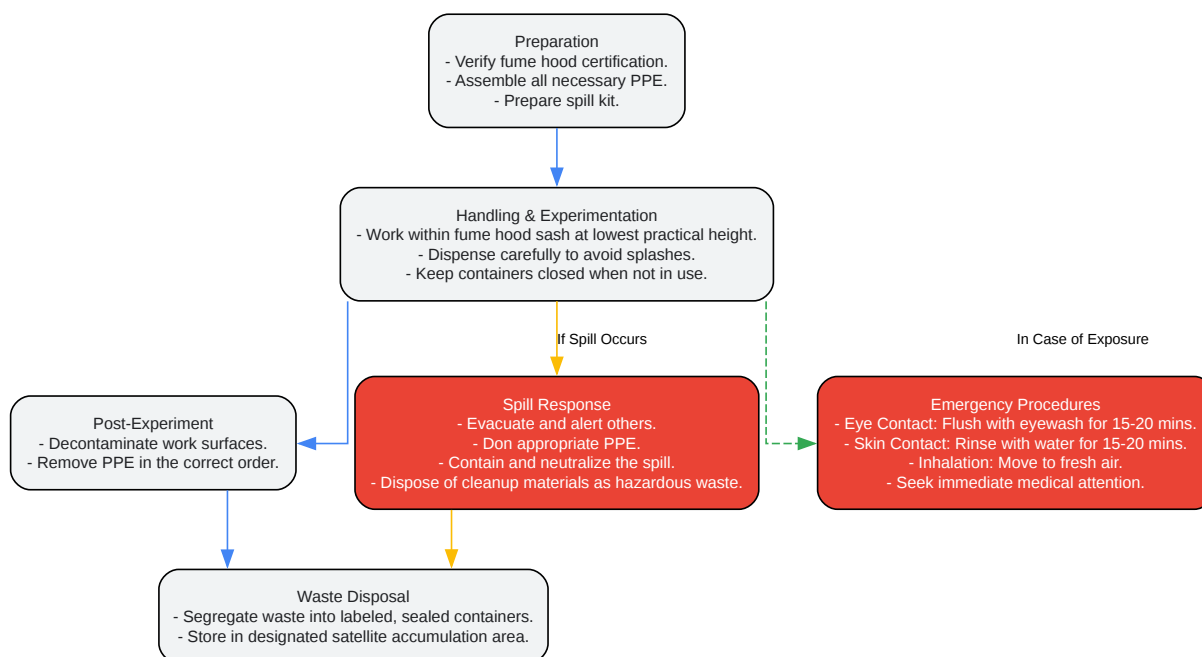 Preparation
- Verify fume hood certification.
- Assemble all necessary PPE.
- Prepare spill kit.
Handling & Experimentation
- Work within fume hood sash at lowest practical height.
- Dispense carefully to avoid splashes.
- Keep containers closed when not in use.
If Spill Occurs
In Case of Exposure
Post-Experiment
- Decontaminate work surfaces.
- Remove PPE in the correct order.
Spill Response
- Evacuate and alert others.
- Don appropriate PPE.
- Contain and neutralize the spill.
- Dispose of cleanup materials as hazardous waste.
Emergency Procedures
- Eye Contact: Flush with eyewash for 15-20 mins.
- Skin Contact: Rinse with water for 15-20 mins.
- Inhalation: Move to fresh air.
- Seek immediate medical attention.
Waste Disposal
- Segregate waste into labeled, sealed containers.
- Store in designated satellite accumulation area.